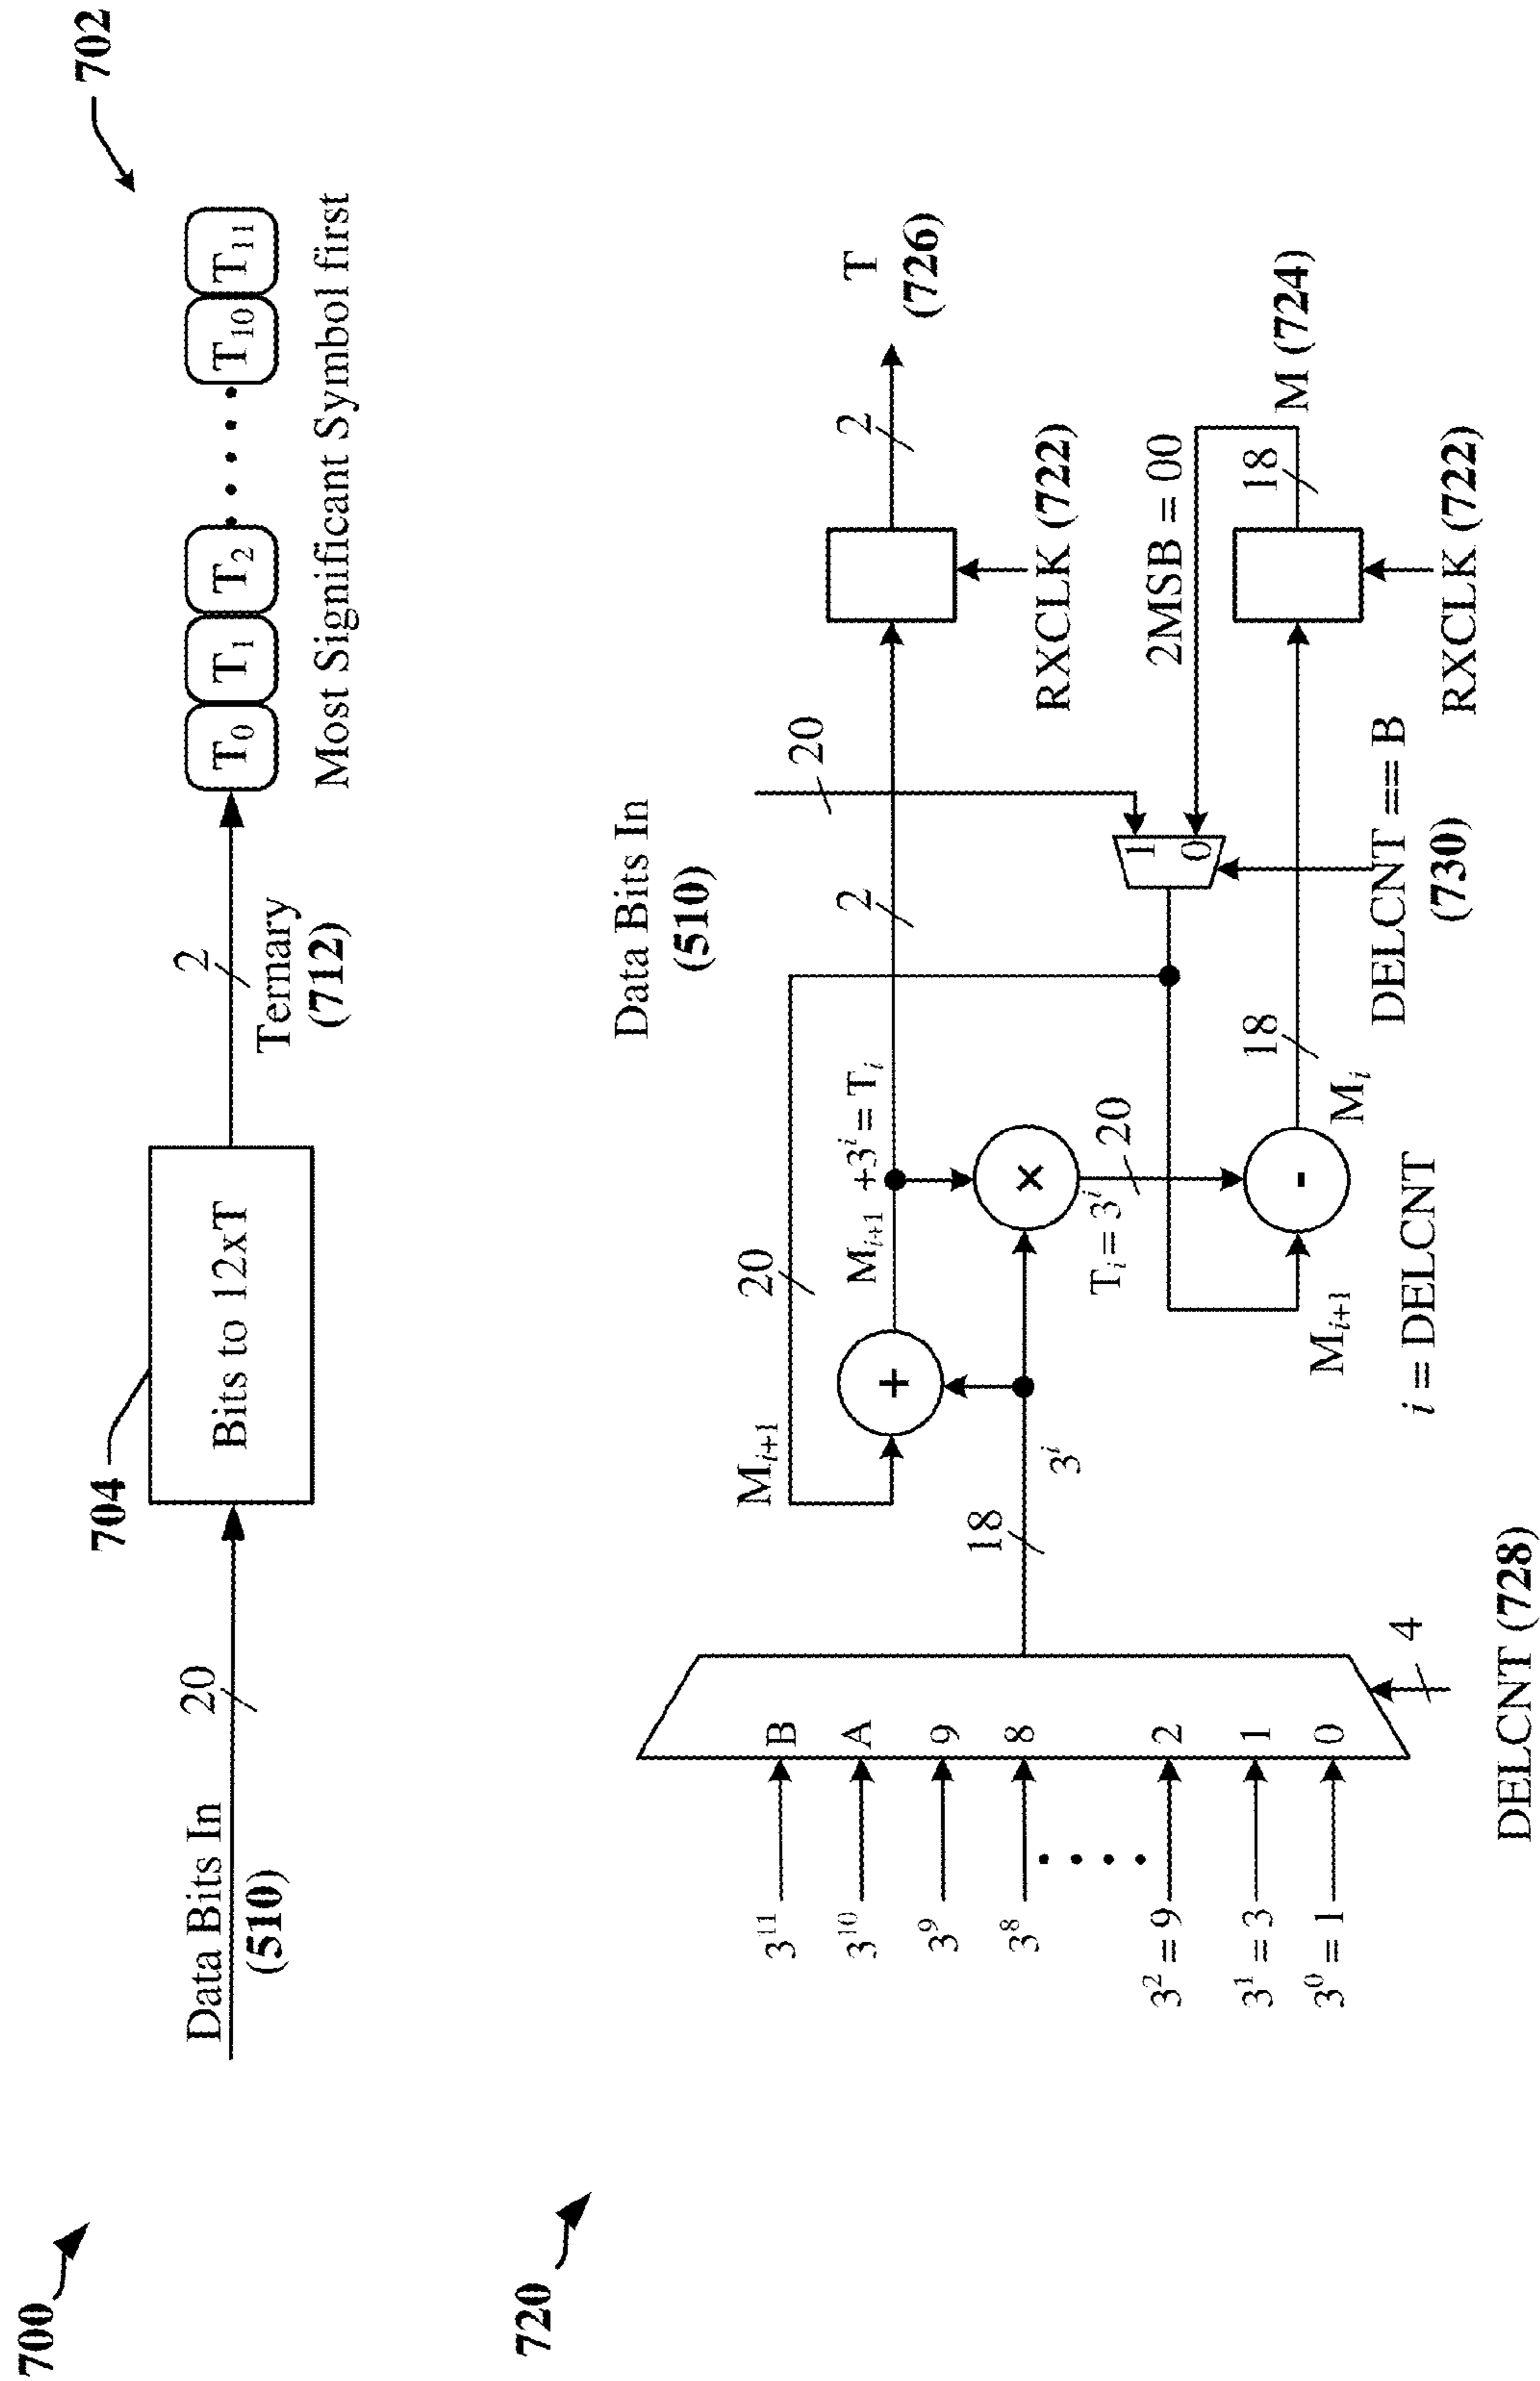 700
702
704
Data Bits In
(510)
20
Bits to 12xT
2
Ternary
(712)
T₀ T₁ T₂ • • • • • T₁₀ T₁₁
Most Significant Symbol first
720
3¹¹ B
3¹⁰ A
3⁹ 9
3⁸ 8
• • • •
3² = 9 2
3¹ = 3 1
3⁰ = 1 0
4
DELCNT (728)
18
3ⁱ
Mᵢ₊₁
+
20
Mᵢ₊₁ +3ⁱ = Tᵢ
×
Tᵢ = 3ⁱ
20
-
Mᵢ₊₁
Mᵢ
i = DELCNT
18
Data Bits In
(510)
20
2
1
0
DELCNT == B
(730)
2MSB = 00
RXCLK (722)
2
T
(726)
18
M (724)
RXCLK (722)